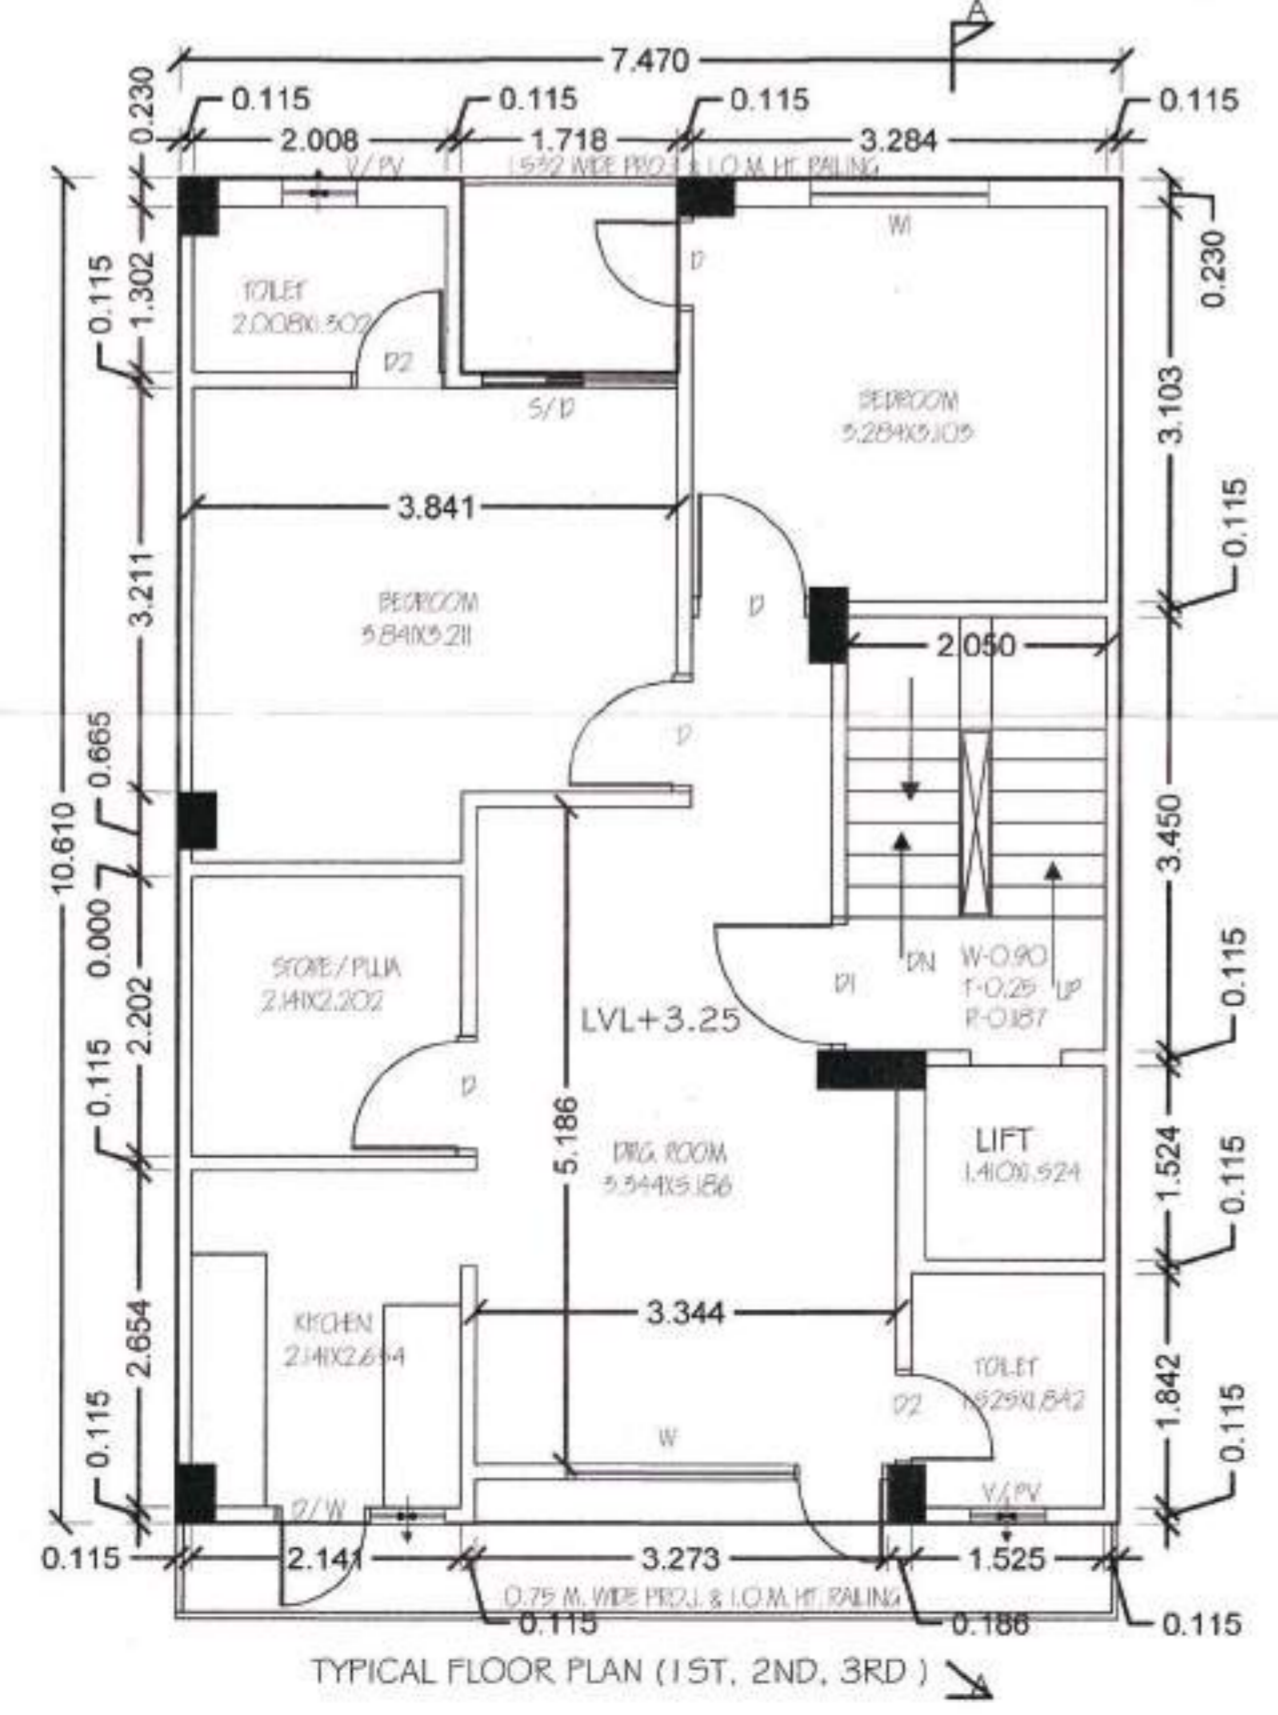 A
7.470
0.115
0.115
0.115
0.115
0.230
2.008
1.718
3.284
V/PV
1.532 WIDE PROJ. & 1.0 M. HT. RAILING
W1
0.230
D
TOILET
2.008X1.302
D2
1.302
0.115
S/D
BEDROOM
3.284X3.103
3.103
3.841
0.115
BEDROOM
3.841X3.211
3.211
D
2.050
D
0.665
10.610
3.450
0.000
STORE/PUJA
2.141X2.202
2.202
DN
W-0.90
T-0.25
R-0.187
UP
D1
LVL+3.25
0.115
0.115
D
5.186
DRG. ROOM
3.344X5.186
LIFT
1.410X1.524
1.524
0.115
3.344
KITCHEN
2.141X2.654
2.654
TOILET
1.525X1.842
1.842
D2
W
0.115
0.115
D/W
V/PV
0.115
2.141
3.273
1.525
0.75 M. WIDE PROJ. & 1.0 M. HT. RAILING
0.115
0.186
0.115
TYPICAL FLOOR PLAN (1ST, 2ND, 3RD )
A